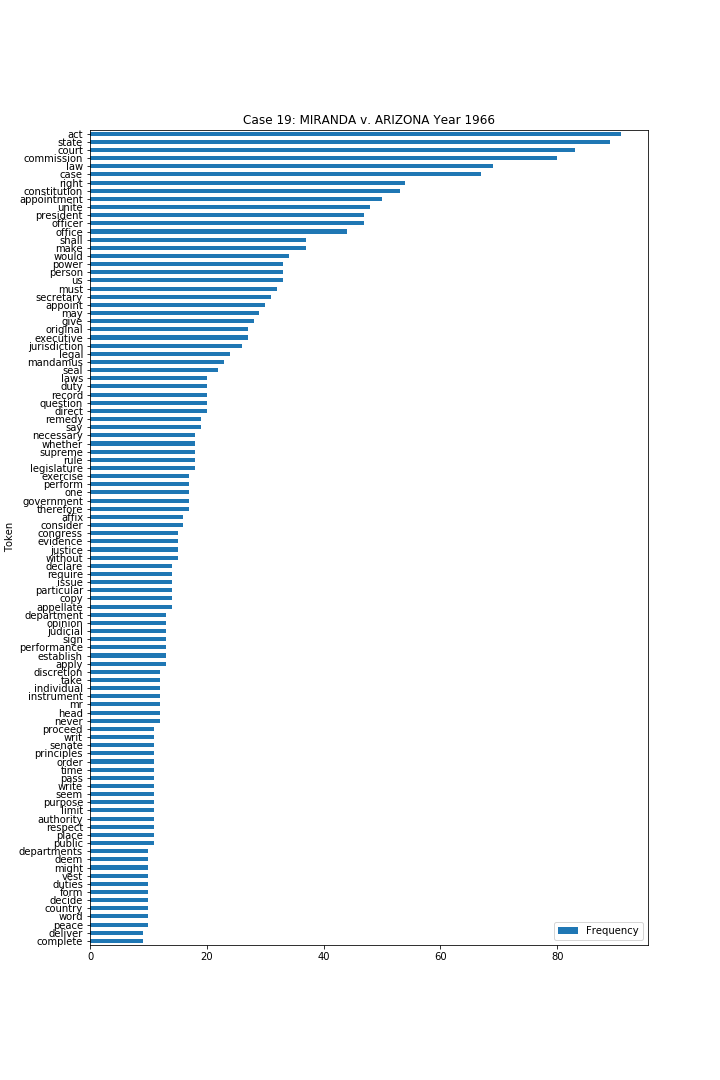 Case 19: MIRANDA v. ARIZONA Year 1966
act
state
court
commission
law
case
right
constitution
appointment
unite
president
officer
office
shall
make
would
power
person
us
must
secretary
appoint
may
give
original
executive
jurisdiction
legal
mandamus
seal
laws
duty
record
question
direct
remedy
say
necessary
whether
supreme
rule
legislature
exercise
perform
one
government
therefore
affix
consider
congress
evidence
justice
without
declare
require
issue
particular
copy
appellate
department
opinion
judicial
sign
performance
establish
apply
discretion
take
individual
instrument
mr
head
never
proceed
writ
senate
principles
order
time
pass
write
seem
purpose
limit
authority
respect
place
public
departments
deem
might
vest
duties
form
decide
country
word
peace
deliver
complete
Token
Frequency
0 20 40 60 80